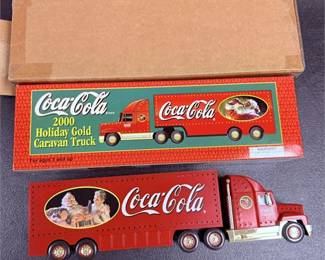 Coca-Cola
2000
Holiday Gold
Caravan Truck
For ages 3 and up
Coca-Cola
Coca-Cola